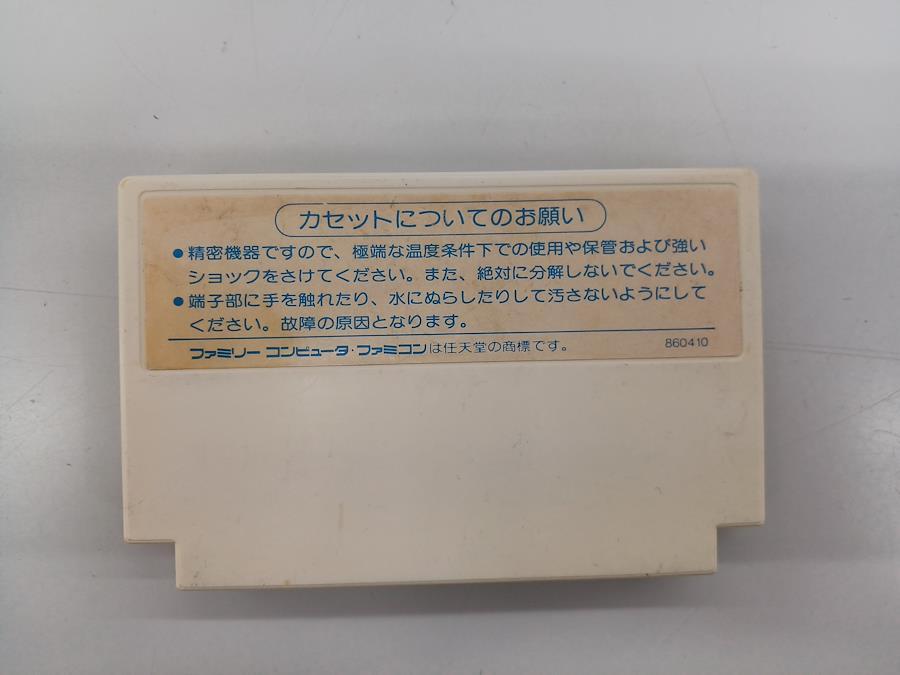 カセットについてのお願い
●精密機器ですので、極端な温度条件下での使用や保管および強い
ショックをさけてください。また、絶対に分解しないでください。
●端子部に手を触れたり、水にぬらしたりして汚さないようにして
ください。故障の原因となります。
ファミリーコンピュータ・ファミコンは任天堂の商標です。 860410